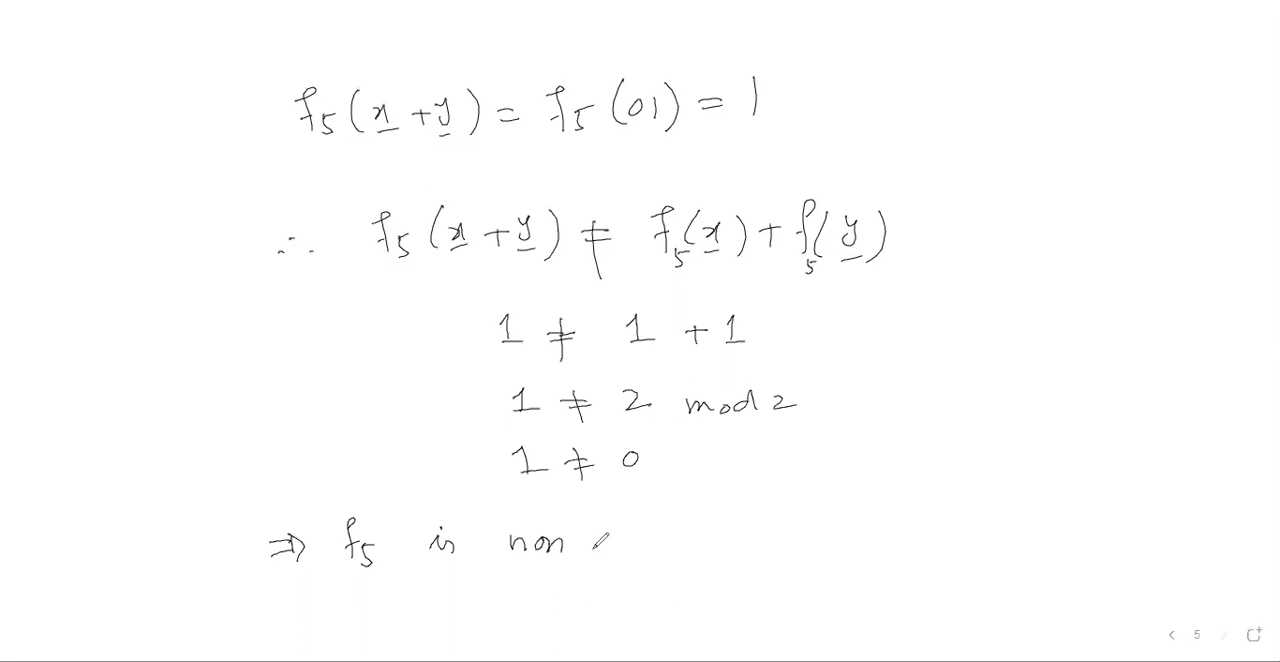 f₅(x̲ + y̲) = f₅(01) = 1
∴ f₅(x̲ + y̲) ≠ f₅(x̲) + f₅(y̲)
1 ≠ 1 + 1
1 ≠ 2 mod 2
1 ≠ 0
⇒ f₅ is non
< 5